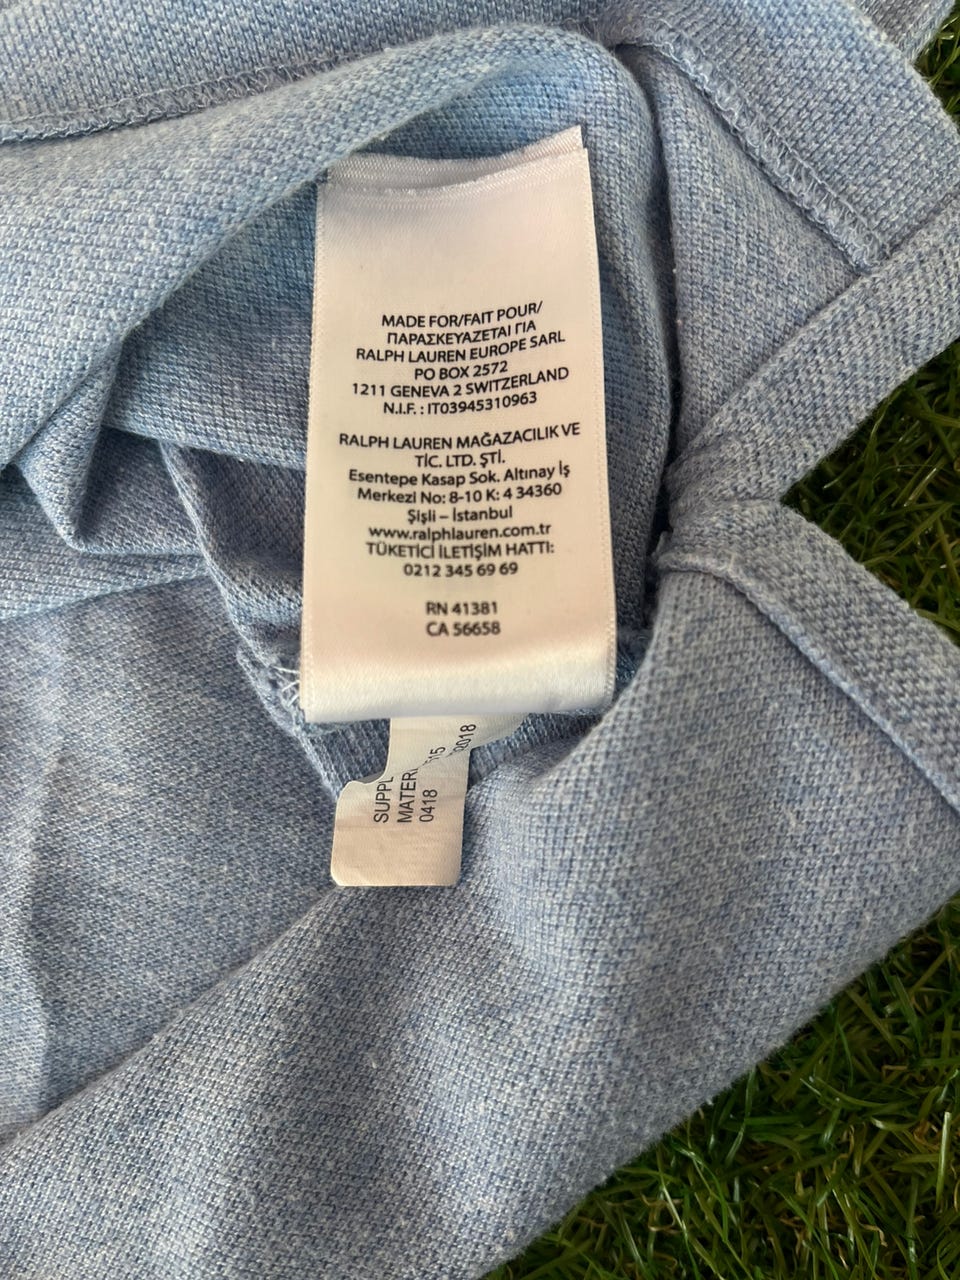 MADE FOR/FAIT POUR/
ΠΑΡΑΣΚΕΥΑΖΕΤΑΙ ΓΙΑ
RALPH LAUREN EUROPE SARL
PO BOX 2572
1211 GENEVA 2 SWITZERLAND
N.I.F. : IT03945310963
RALPH LAUREN MAĞAZACILIK VE
TİC. LTD. ŞTİ.
Esentepe Kasap Sok. Altınay İş
Merkezi No: 8-10 K: 4 34360
Şişli – İstanbul
www.ralphlauren.com.tr
TÜKETİCİ İLETİŞİM HATTI:
0212 345 69 69
RN 41381
CA 56658
0418